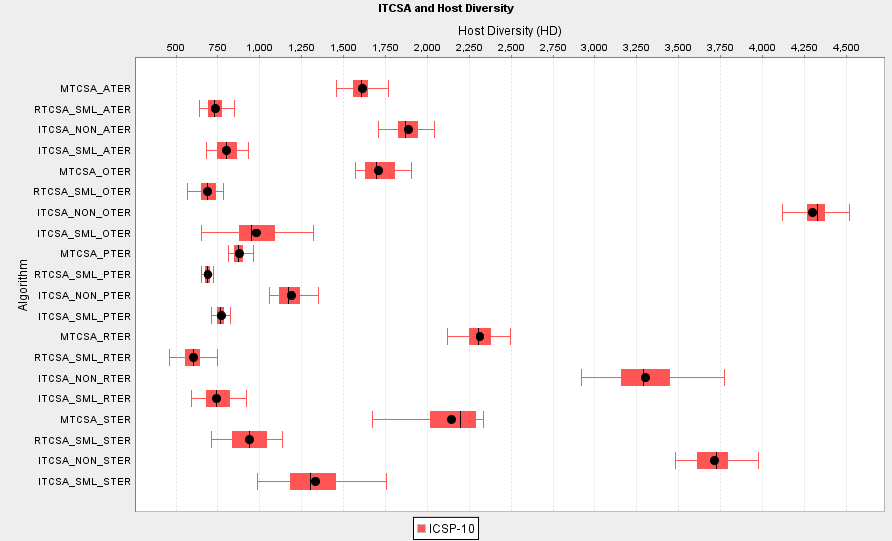 ITCSA and Host Diversity
Host Diversity (HD)
500 750 1,000 1,250 1,500 1,750 2,000 2,250 2,500 2,750 3,000 3,250 3,500 3,750 4,000 4,250 4,500
Algorithm
MTCSA_ATER
RTCSA_SML_ATER
ITCSA_NON_ATER
ITCSA_SML_ATER
MTCSA_OTER
RTCSA_SML_OTER
ITCSA_NON_OTER
ITCSA_SML_OTER
MTCSA_PTER
RTCSA_SML_PTER
ITCSA_NON_PTER
ITCSA_SML_PTER
MTCSA_RTER
RTCSA_SML_RTER
ITCSA_NON_RTER
ITCSA_SML_RTER
MTCSA_STER
RTCSA_SML_STER
ITCSA_NON_STER
ITCSA_SML_STER
ICSP-10